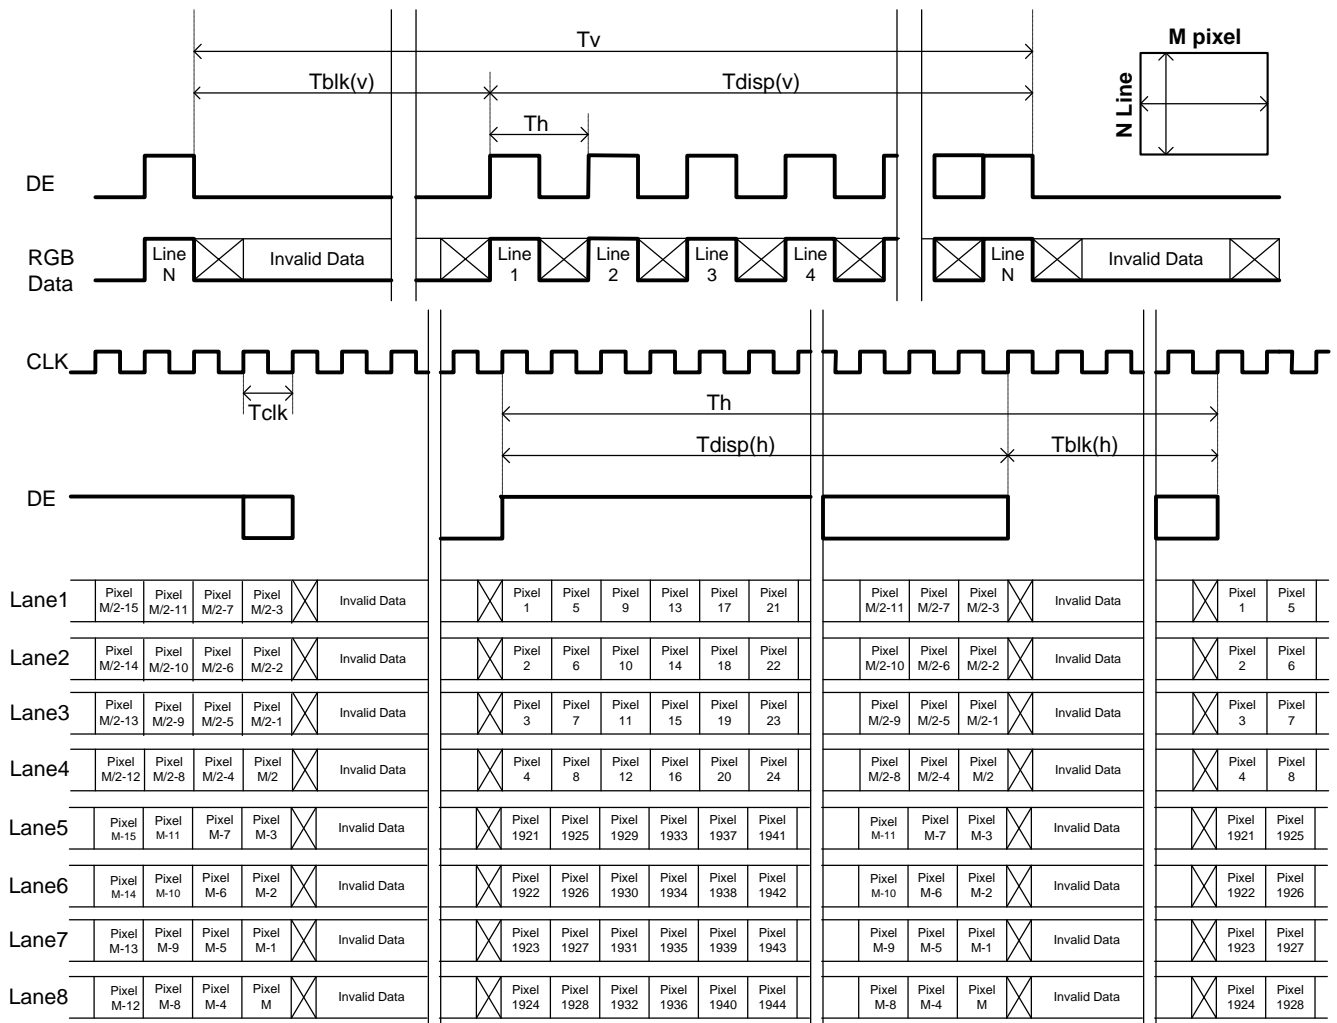 Tv
M pixel
Tblk(v) Tdisp(v)
N Line
Th
DE
RGB Data Line N Invalid Data Line 1 Line 2 Line 3 Line 4 Line N Invalid Data
CLK
Tclk
Th
Tdisp(h) Tblk(h)
DE
Lane1 Pixel M/2-15 Pixel M/2-11 Pixel M/2-7 Pixel M/2-3 Invalid Data Pixel 1 Pixel 5 Pixel 9 Pixel 13 Pixel 17 Pixel 21 Pixel M/2-11 Pixel M/2-7 Pixel M/2-3 Invalid Data Pixel 1 Pixel 5
Lane2 Pixel M/2-14 Pixel M/2-10 Pixel M/2-6 Pixel M/2-2 Invalid Data Pixel 2 Pixel 6 Pixel 10 Pixel 14 Pixel 18 Pixel 22 Pixel M/2-10 Pixel M/2-6 Pixel M/2-2 Invalid Data Pixel 2 Pixel 6
Lane3 Pixel M/2-13 Pixel M/2-9 Pixel M/2-5 Pixel M/2-1 Invalid Data Pixel 3 Pixel 7 Pixel 11 Pixel 15 Pixel 19 Pixel 23 Pixel M/2-9 Pixel M/2-5 Pixel M/2-1 Invalid Data Pixel 3 Pixel 7
Lane4 Pixel M/2-12 Pixel M/2-8 Pixel M/2-4 Pixel M/2 Invalid Data Pixel 4 Pixel 8 Pixel 12 Pixel 16 Pixel 20 Pixel 24 Pixel M/2-8 Pixel M/2-4 Pixel M/2 Invalid Data Pixel 4 Pixel 8
Lane5 Pixel M-15 Pixel M-11 Pixel M-7 Pixel M-3 Invalid Data Pixel 1921 Pixel 1925 Pixel 1929 Pixel 1933 Pixel 1937 Pixel 1941 Pixel M-11 Pixel M-7 Pixel M-3 Invalid Data Pixel 1921 Pixel 1925
Lane6 Pixel M-14 Pixel M-10 Pixel M-6 Pixel M-2 Invalid Data Pixel 1922 Pixel 1926 Pixel 1930 Pixel 1934 Pixel 1938 Pixel 1942 Pixel M-10 Pixel M-6 Pixel M-2 Invalid Data Pixel 1922 Pixel 1926
Lane7 Pixel M-13 Pixel M-9 Pixel M-5 Pixel M-1 Invalid Data Pixel 1923 Pixel 1927 Pixel 1931 Pixel 1935 Pixel 1939 Pixel 1943 Pixel M-9 Pixel M-5 Pixel M-1 Invalid Data Pixel 1923 Pixel 1927
Lane8 Pixel M-12 Pixel M-8 Pixel M-4 Pixel M Invalid Data Pixel 1924 Pixel 1928 Pixel 1932 Pixel 1936 Pixel 1940 Pixel 1944 Pixel M-8 Pixel M-4 Pixel M Invalid Data Pixel 1924 Pixel 1928